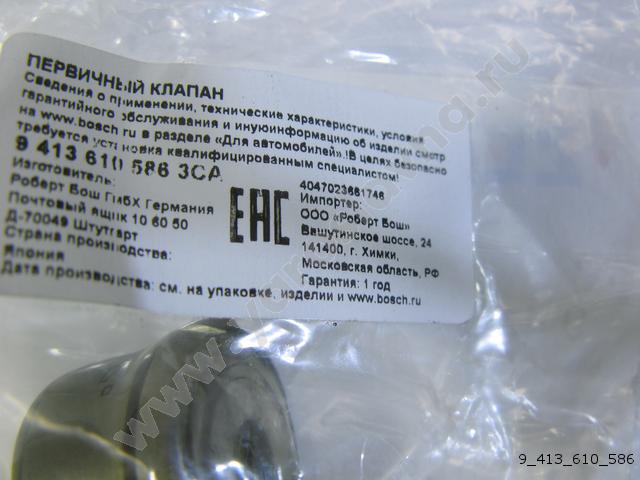 ПЕРВИЧНЫЙ КЛАПАН
Сведения о применении, технические характеристики, условия
гарантийного обслуживания и инуюинформацию об изделии смотр
на www.bosch.ru в разделе «Для автомобилей».!В целях безопасно
требуется установка квалифицированным специалистом!
9 413 610 586 3CA
Изготовитель:
Роберт Бош ГмбХ Германия
Почтовый ящик 10 60 50
Д-70049 Штутгарт
Страна производства:
Япония
Дата производства: см. на упаковке, изделии и www.bosch.ru
EAC
4047023661746
Импортер:
ООО «Роберт Бош»
Вашутинское шоссе, 24
141400, г. Химки,
Московская область, РФ
Гарантия: 1 год
9_413_610_586